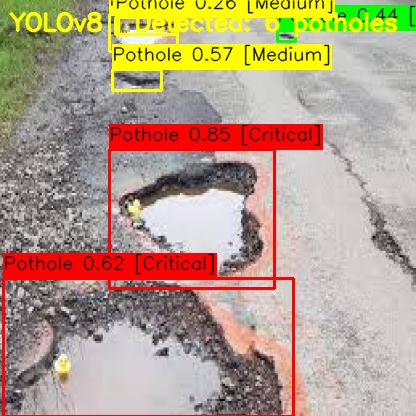 Pothole 0.26 [Medium]
YOLOv8 | Detected: 6 potholes
0.44 [
Pothole 0.57 [Medium]
Pothole 0.85 [Critical]
Pothole 0.62 [Critical]